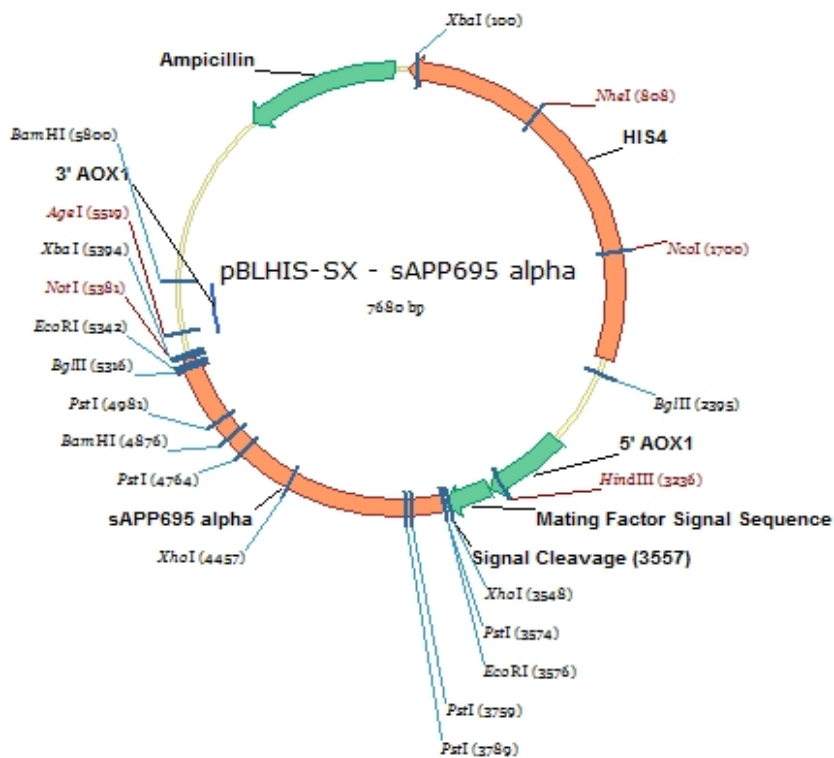 XbaI (100)
Ampicillin
NheI (808)
BamHI (5800)
HIS4
3' AOX1
AgeI (5519)
XbaI (5394)
NcoI (1700)
pBLHIS-SX - sAPP695 alpha
NotI (5381)
7680 bp
EcoRI (5342)
BglII (5316)
PstI (4981)
BglII (2395)
BamHI (4876)
5' AOX1
PstI (4764)
HindIII (3236)
sAPP695 alpha
Mating Factor Signal Sequence
XhoI (4457)
Signal Cleavage (3557)
XhoI (3548)
PstI (3574)
EcoRI (3576)
PstI (3759)
PstI (3789)